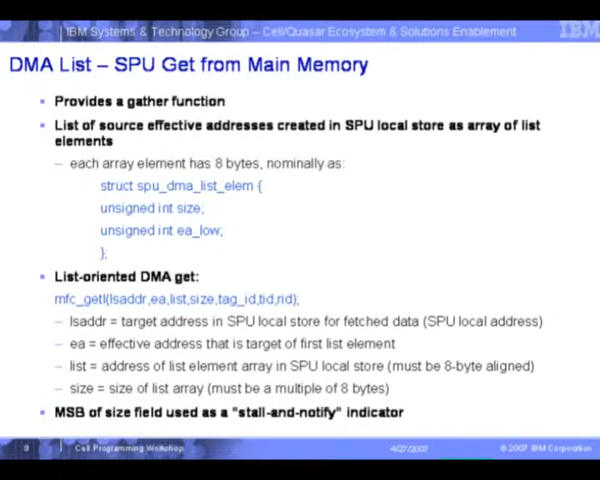 IBM Systems & Technology Group – Cell/Quasar Ecosystem & Solutions Enablement
IBM
DMA List – SPU Get from Main Memory
Provides a gather function
List of source effective addresses created in SPU local store as array of list
elements
– each array element has 8 bytes, nominally as:
struct spu_dma_list_elem {
unsigned int size;
unsigned int ea_low;
};
List-oriented DMA get:
mfc_getl(lsaddr,ea,list,size,tag_id,tid,rid);
– lsaddr = target address in SPU local store for fetched data (SPU local address)
– ea = effective address that is target of first list element
– list = address of list element array in SPU local store (must be 8-byte aligned)
– size = size of list array (must be a multiple of 8 bytes)
MSB of size field used as a "stall-and-notify" indicator
9 Cell Programming Workshop 4/27/2007 © 2007 IBM Corporation